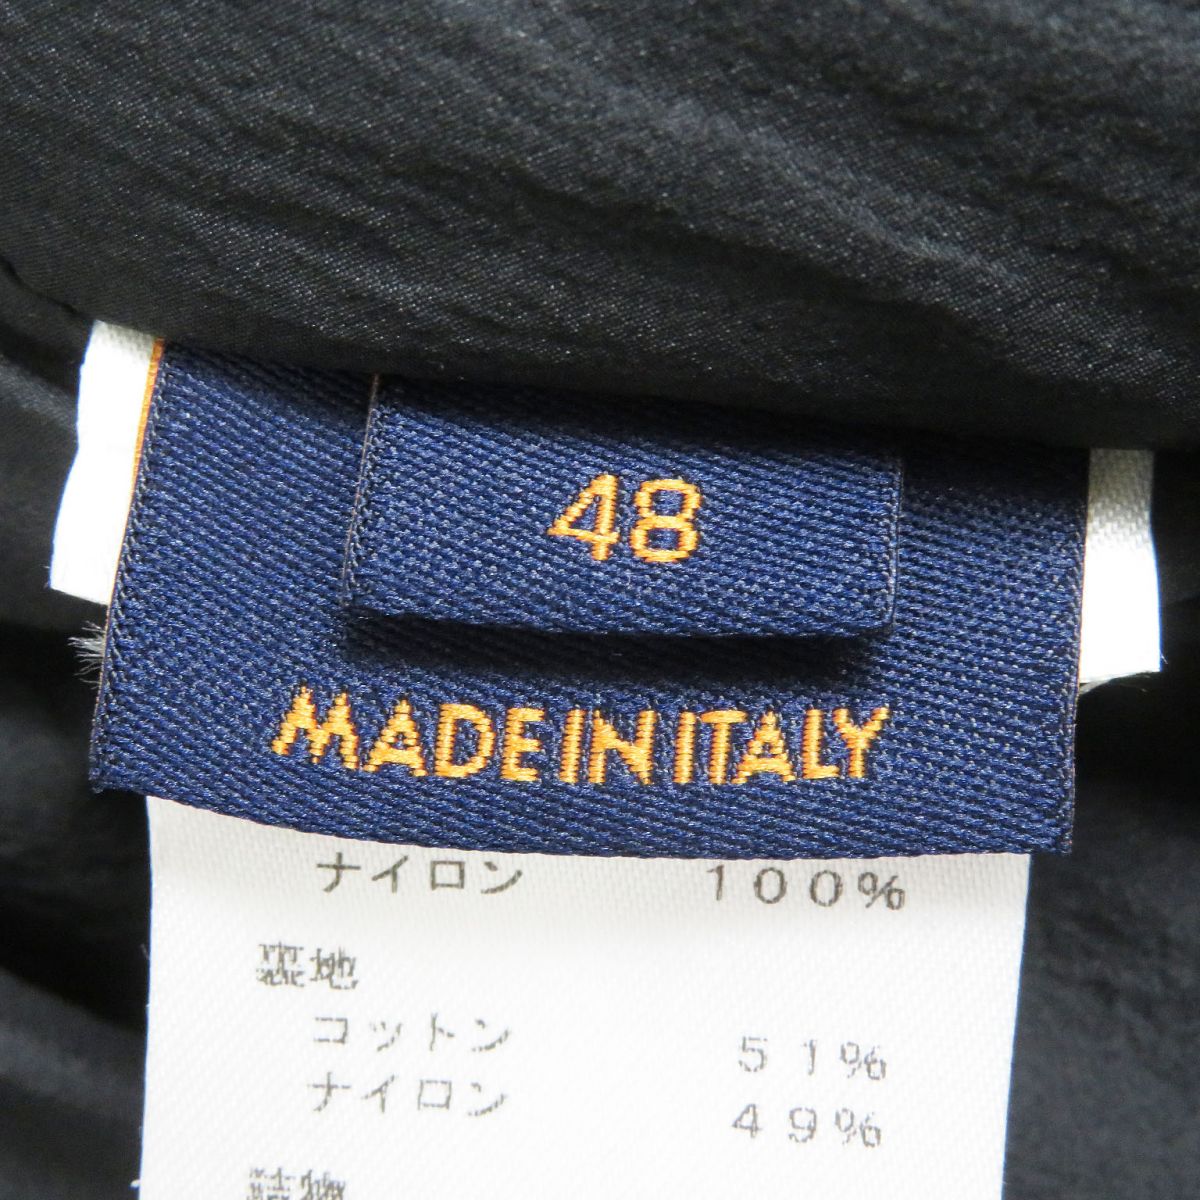 48
MADE IN ITALY
ナイロン 100%
裏地
コットン 51%
ナイロン 49%